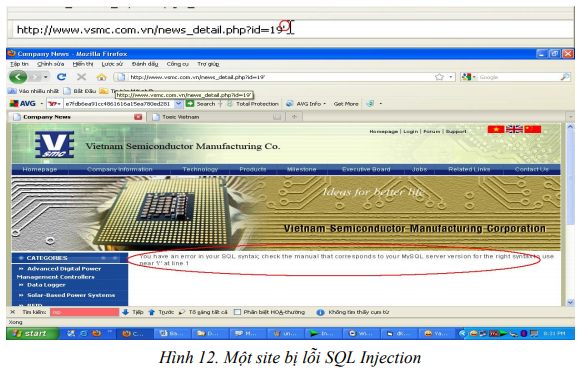 http://www.vsmc.com.vn/news_detail.php?id=19'
Company News - Mozilla Firefox
Tập tin Chỉnh sửa Hiển thị Lược sử Đánh dấu Công cụ Trợ giúp
http://www.vsmc.com.vn/news_detail.php?id=19'
Google
Vào nhiều nhất Bắt Đầu
http://www.vsmc.com.vn/news_detail.php?id=19'
AVG Search Total Protection AVG Info Get More
Company News Toeic Vietnam
Homepage | Login | Forum | Support
VSMC Vietnam Semiconductor Manufacturing Co.
Homepage Company Information Technology Products Milestone Executive Board Jobs Related Links Contact Us
Ideas for better life
Vietnam Semiconductor Manufacturing Corporation
CATEGORIES
You have an error in your SQL syntax; check the manual that corresponds to your MySQL server version for the right syntax to use
near '\'' at line 1
» Advanced Digital Power
Management Controllers
» Data Logger
» Solar-Based Power Systems
» RFID
Tìm kiếm: Tiếp Trước Tô sáng tất cả Phân biệt HOA-thường Không tìm thấy cụm từ
Xong
start 8:31 PM
Hình 12. Một site bị lỗi SQL Injection